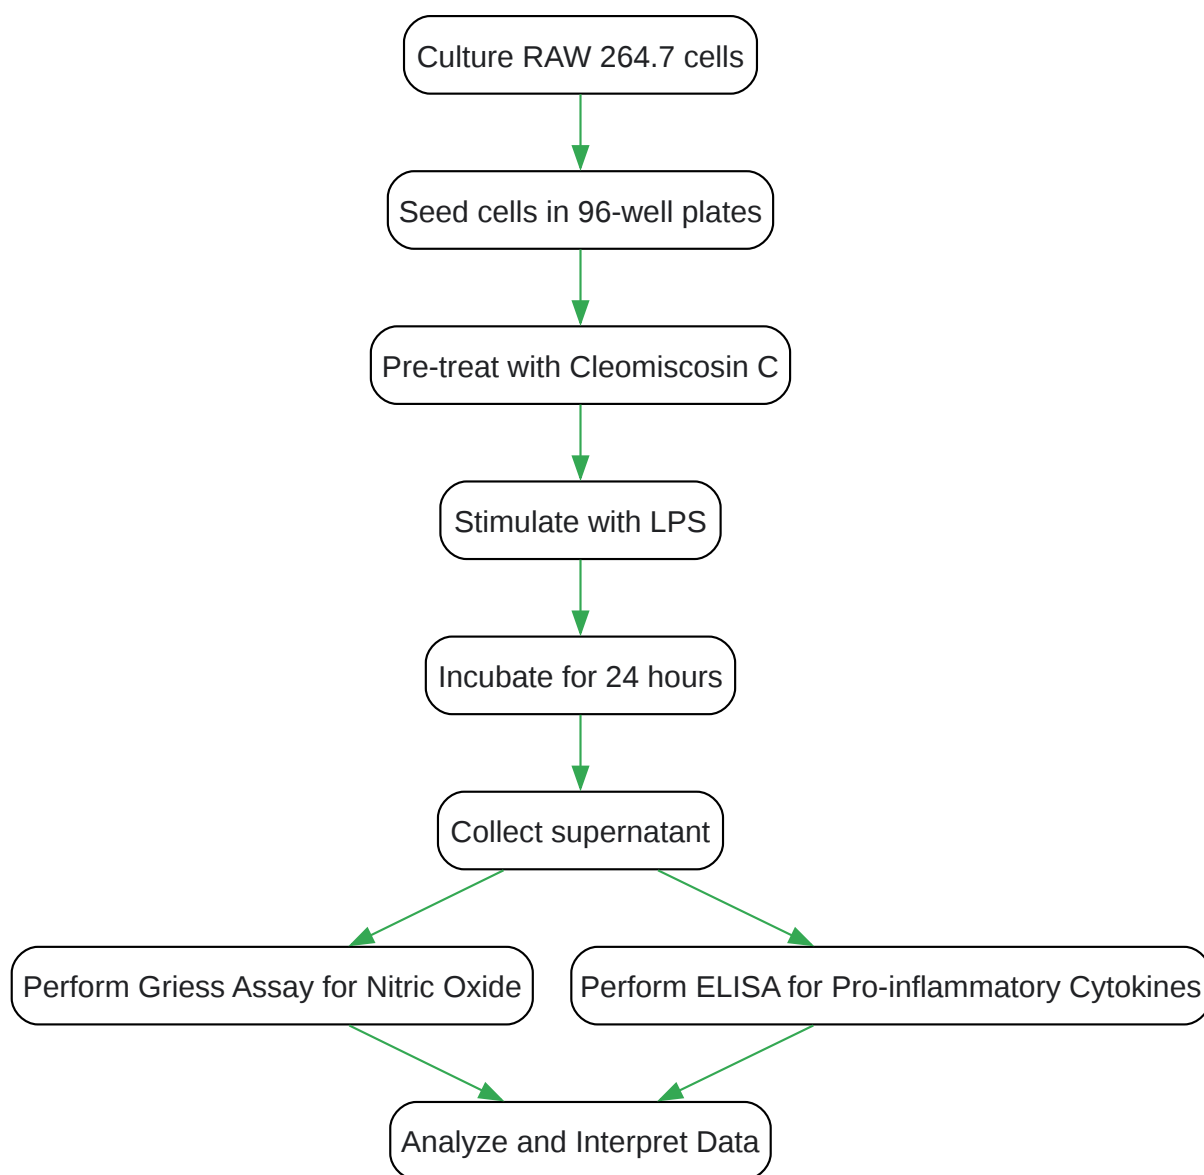 Culture RAW 264.7 cells
Seed cells in 96-well plates
Pre-treat with Cleomiscosin C
Stimulate with LPS
Incubate for 24 hours
Collect supernatant
Perform Griess Assay for Nitric Oxide
Perform ELISA for Pro-inflammatory Cytokines
Analyze and Interpret Data